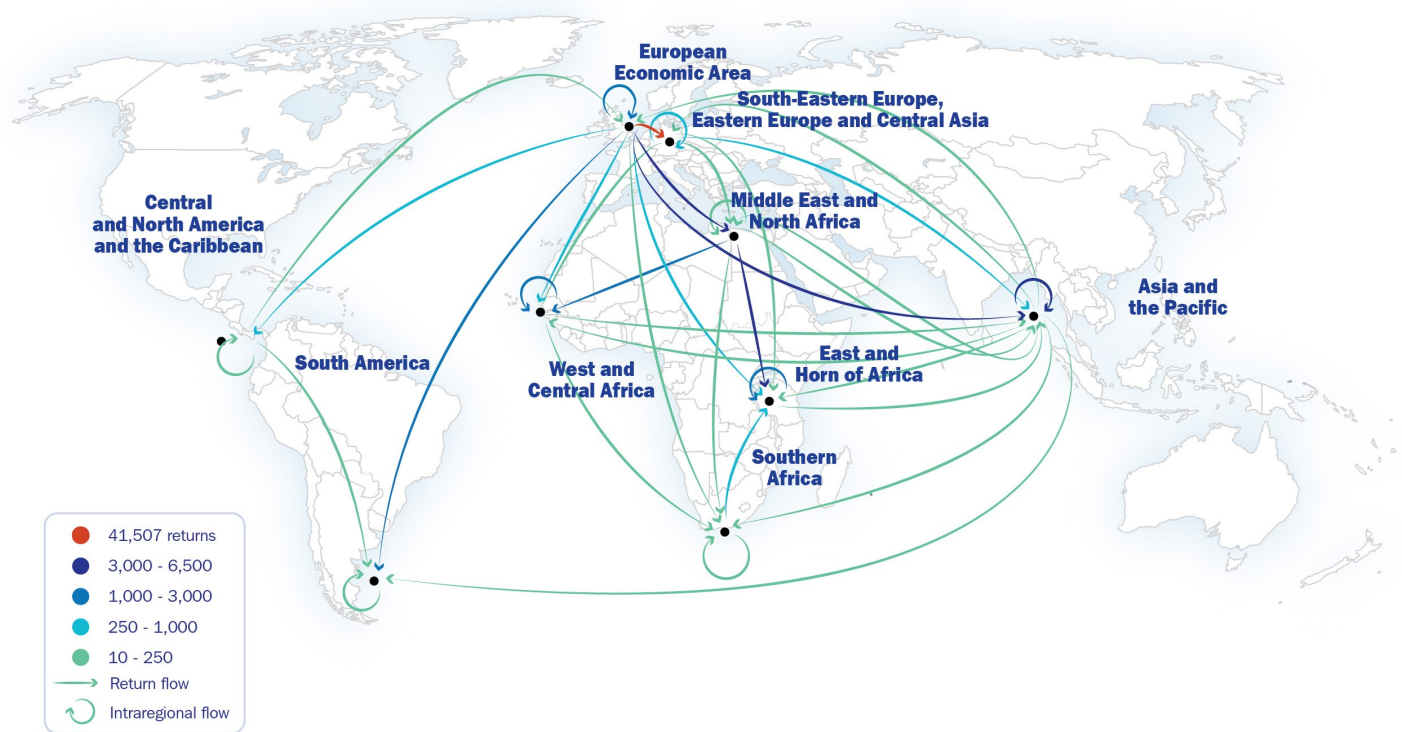 European
Economic Area
South-Eastern Europe,
Eastern Europe and Central Asia
Central
and North America
and the Caribbean
Middle East and
North Africa
Asia and
the Pacific
South America
West and
Central Africa
East and
Horn of Africa
Southern
Africa
41,507 returns
3,000 - 6,500
1,000 - 3,000
250 - 1,000
10 - 250
Return flow
Intraregional flow